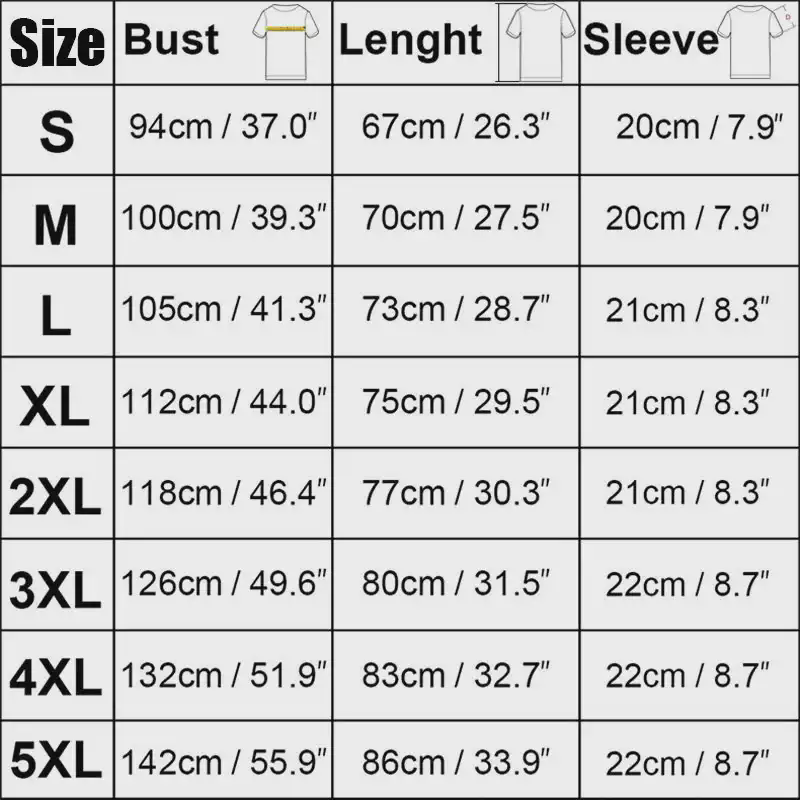 Size Bust Lenght Sleeve
S 94cm / 37.0" 67cm / 26.3" 20cm / 7.9"
M 100cm / 39.3" 70cm / 27.5" 20cm / 7.9"
L 105cm / 41.3" 73cm / 28.7" 21cm / 8.3"
XL 112cm / 44.0" 75cm / 29.5" 21cm / 8.3"
2XL 118cm / 46.4" 77cm / 30.3" 21cm / 8.3"
3XL 126cm / 49.6" 80cm / 31.5" 22cm / 8.7"
4XL 132cm / 51.9" 83cm / 32.7" 22cm / 8.7"
5XL 142cm / 55.9" 86cm / 33.9" 22cm / 8.7"